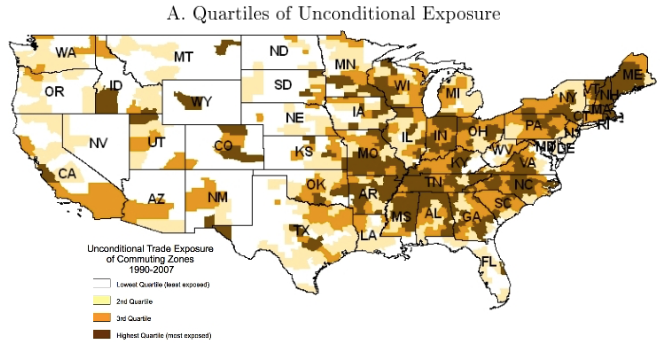 A. Quartiles of Unconditional Exposure
WA
MT
ND
MN
ME
OR
ID
WY
SD
WI
MI
NY
VT
NH
MA
CT
RI
NV
UT
CO
NE
IA
IL
IN
OH
PA
NJ
MD
DE
WV
VA
CA
KS
MO
KY
AZ
NM
OK
AR
TN
NC
SC
TX
LA
MS
AL
GA
FL
Unconditional Trade Exposure
of Commuting Zones
1990-2007
Lowest Quartile (least exposed)
2nd Quartile
3rd Quartile
Highest Quartile (most exposed)